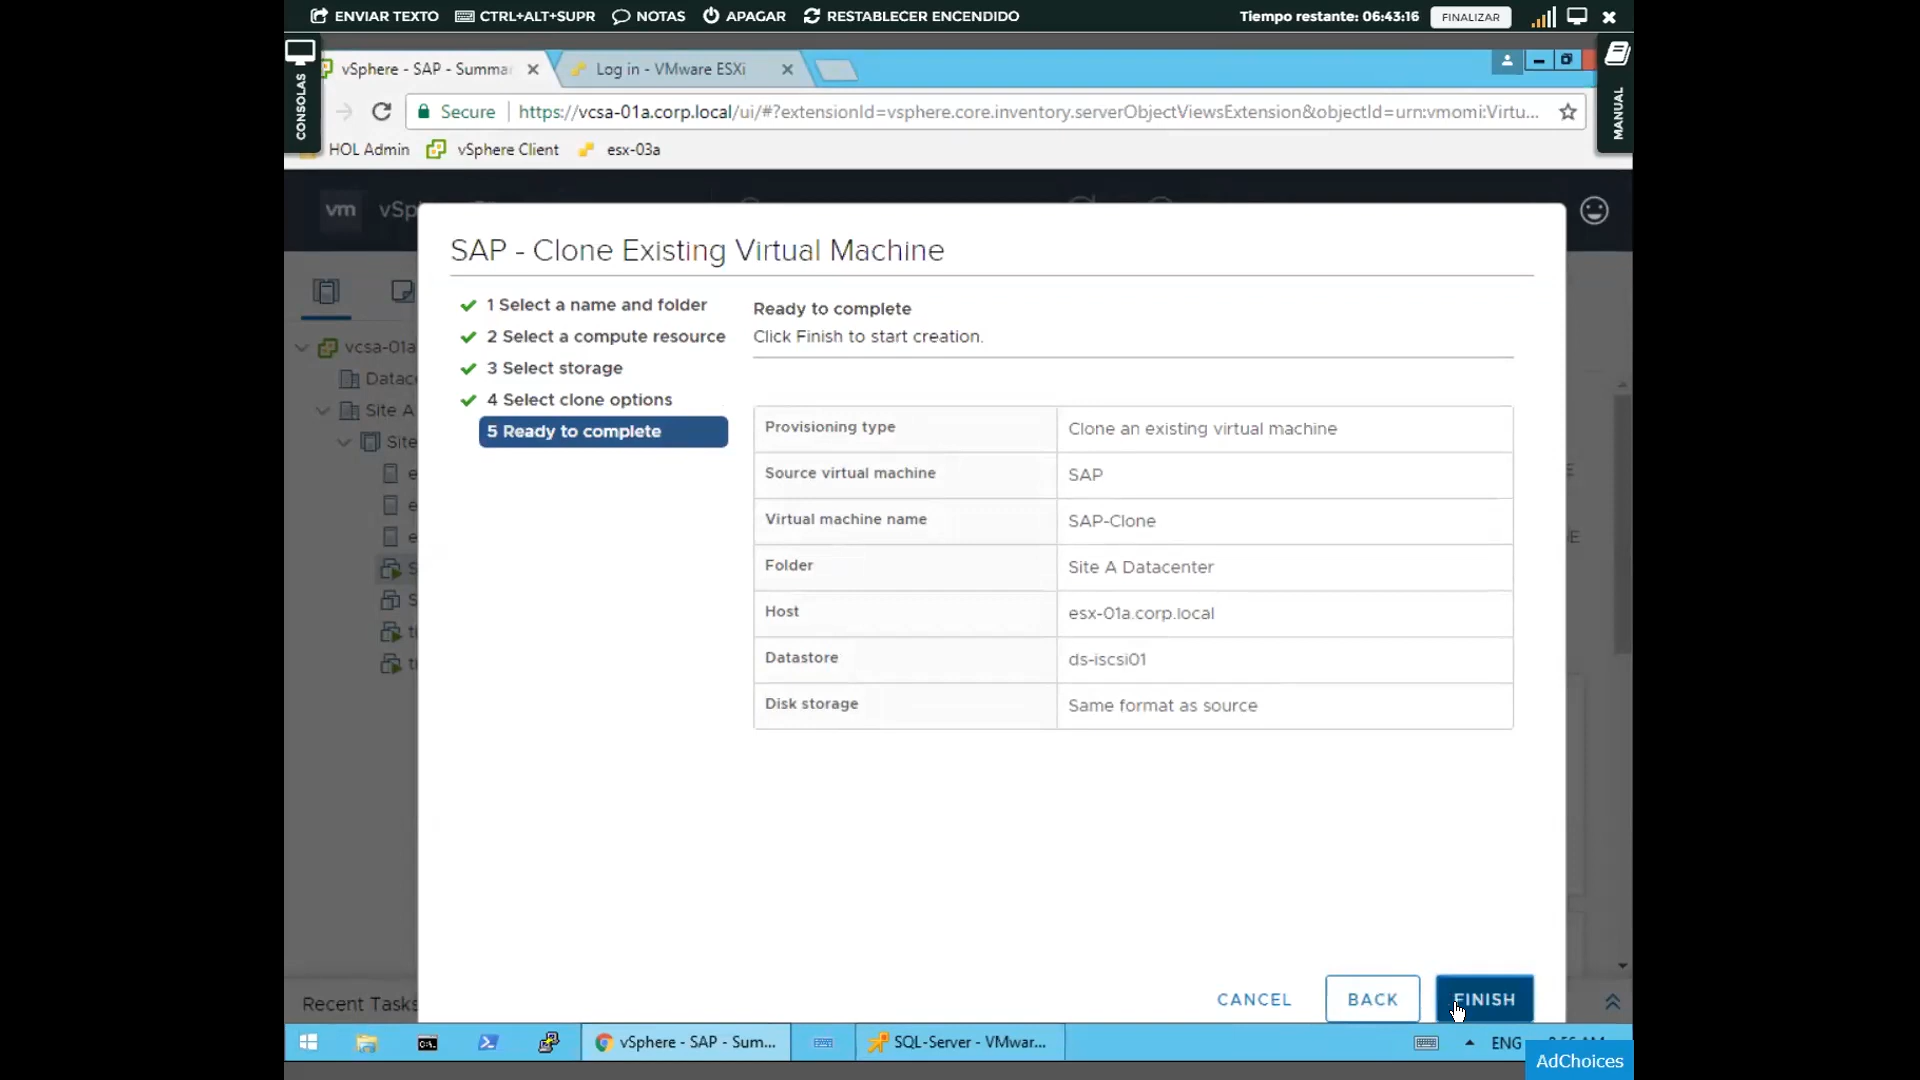 ENVIAR TEXTO CTRL+ALT+SUPR NOTAS APAGAR RESTABLECER ENCENDIDO Tiempo restante: 06:43:16 FINALIZAR
CONSOLAS
MANUAL
vSphere - SAP - Summa Log in - VMware ESXi
Secure https://vcsa-01a.corp.local/ui/#?extensionId=vsphere.core.inventory.serverObjectViewsExtension&objectId=urn:vmomi:Virtu...
HOL Admin vSphere Client esx-03a
vm vSp
SAP - Clone Existing Virtual Machine
1 Select a name and folder
2 Select a compute resource
3 Select storage
4 Select clone options
5 Ready to complete
Ready to complete
Click Finish to start creation.
Provisioning type Clone an existing virtual machine
Source virtual machine SAP
Virtual machine name SAP-Clone
Folder Site A Datacenter
Host esx-01a.corp.local
Datastore ds-iscsi01
Disk storage Same format as source
vcsa-01a
Datac
Site A
Site
CANCEL BACK FINISH
Recent Tasks
vSphere - SAP - Sum... SQL-Server - VMwar... ENG
AdChoices